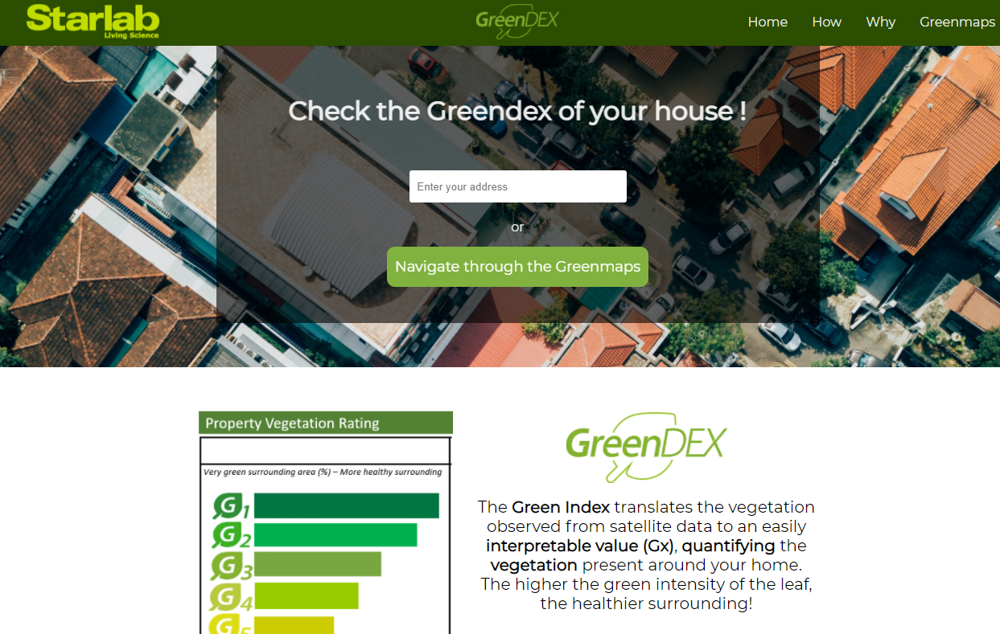 Starlab
Living Science
GreenDEX
Home How Why Greenmaps
Check the Greendex of your house !
Enter your address
or
Navigate through the Greenmaps
Property Vegetation Rating
Very green surrounding area (%) – More healthy surrounding
G1
G2
G3
G4
G5
GreenDEX
The Green Index translates the vegetation
observed from satellite data to an easily
interpretable value (Gx), quantifying the
vegetation present around your home.
The higher the green intensity of the leaf,
the healthier surrounding!